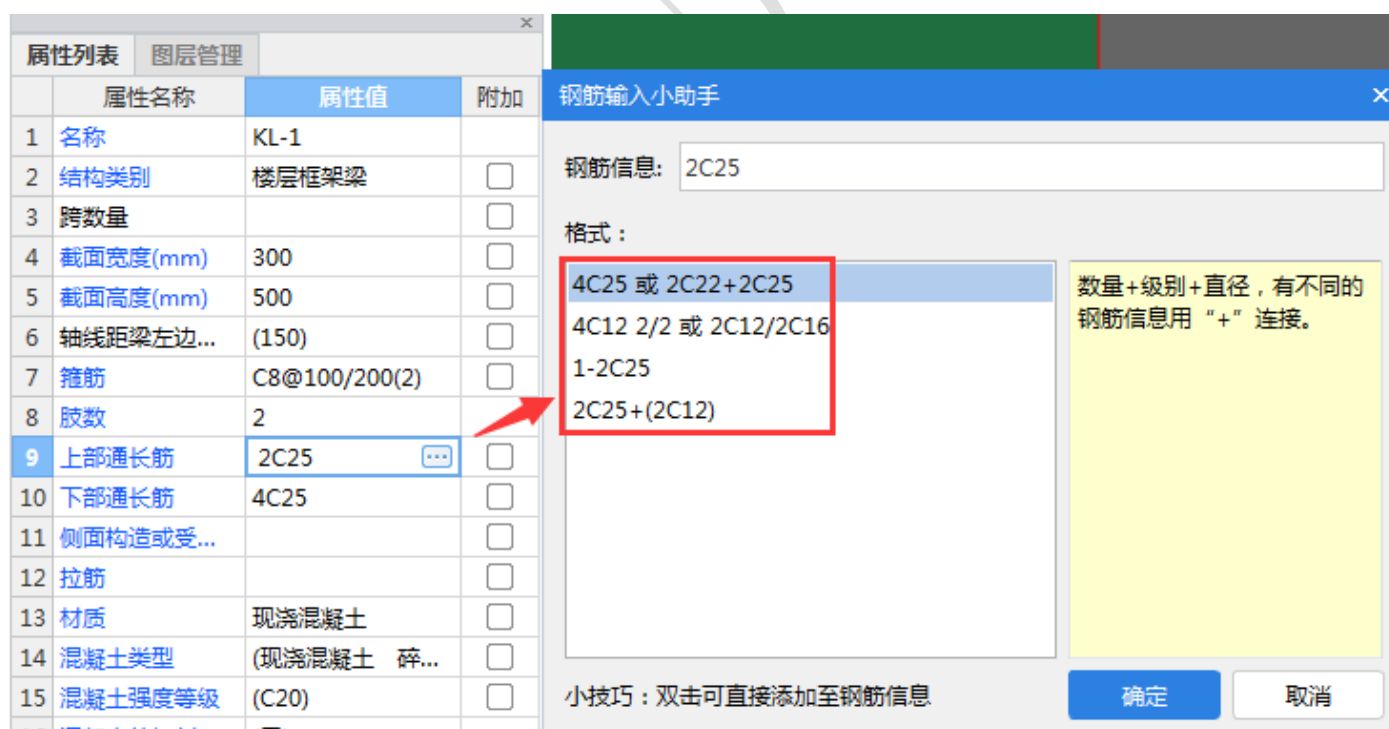 ×
属性列表 图层管理
属性名称 属性值 附加
1 名称 KL-1
2 结构类别 楼层框架梁
3 跨数量
4 截面宽度(mm) 300
5 截面高度(mm) 500
6 轴线距梁左边... (150)
7 箍筋 C8@100/200(2)
8 肢数 2
9 上部通长筋 2C25 ...
10 下部通长筋 4C25
11 侧面构造或受...
12 拉筋
13 材质 现浇混凝土
14 混凝土类型 (现浇混凝土 碎...
15 混凝土强度等级 (C20)
钢筋输入小助手 ×
钢筋信息: 2C25
格式：
4C25 或 2C22+2C25
4C12 2/2 或 2C12/2C16
1-2C25
2C25+(2C12)
数量+级别+直径，有不同的
钢筋信息用“+”连接。
小技巧：双击可直接添加至钢筋信息
确定 取消